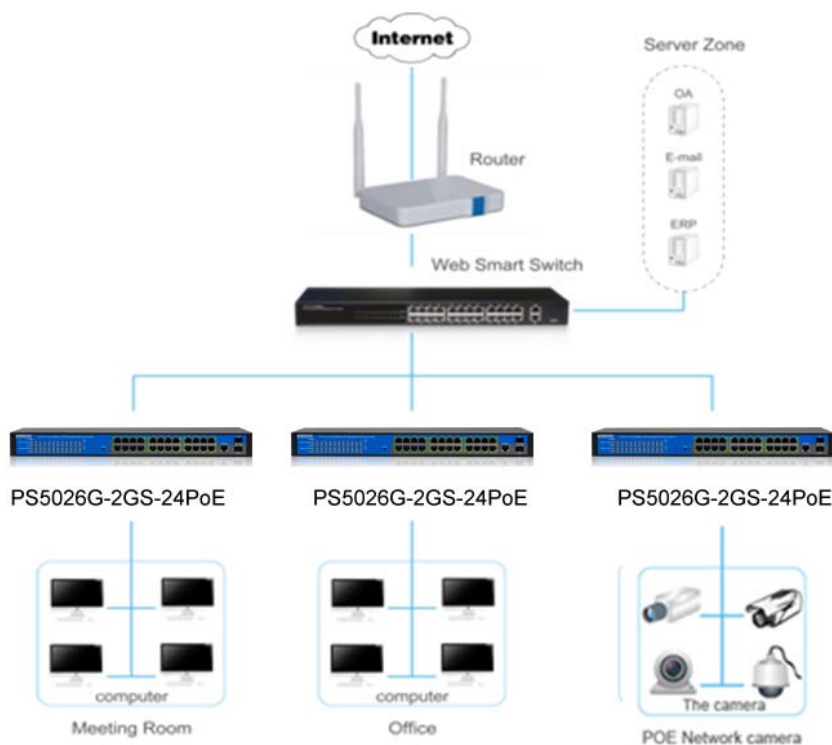 Internet
Server Zone
OA
E-mail
ERP
Router
Web Smart Switch
PS5026G-2GS-24PoE
PS5026G-2GS-24PoE
PS5026G-2GS-24PoE
computer
Meeting Room
computer
Office
The camera
POE Network camera